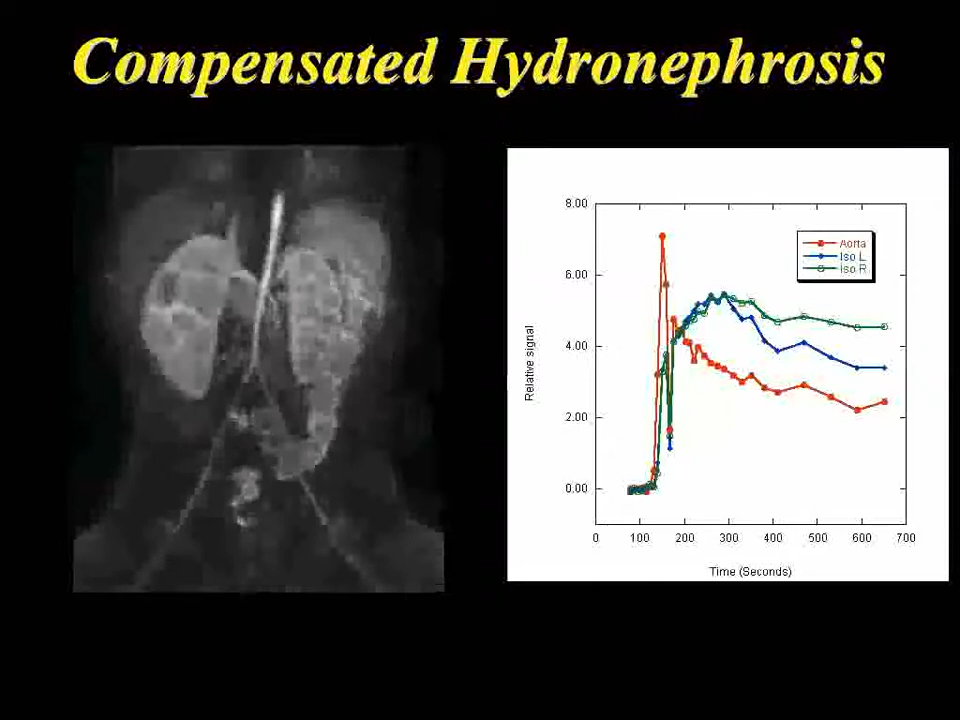 Compensated Hydronephrosis
8.00
6.00
4.00
2.00
0.00
Relative signal
Aorta
Iso L
Iso R
0 100 200 300 400 500 600 700
Time (Seconds)